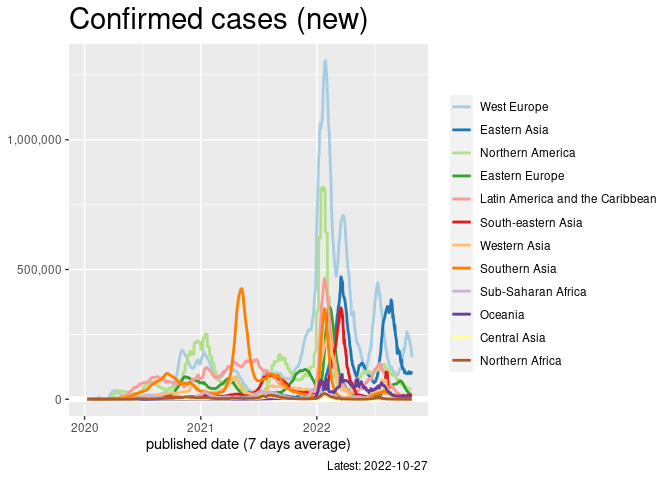 Confirmed cases (new)
1,000,000
500,000
0
2020
2021
2022
published date (7 days average)
Latest: 2022-10-27
West Europe
Eastern Asia
Northern America
Eastern Europe
Latin America and the Caribbean
South-eastern Asia
Western Asia
Southern Asia
Sub-Saharan Africa
Oceania
Central Asia
Northern Africa